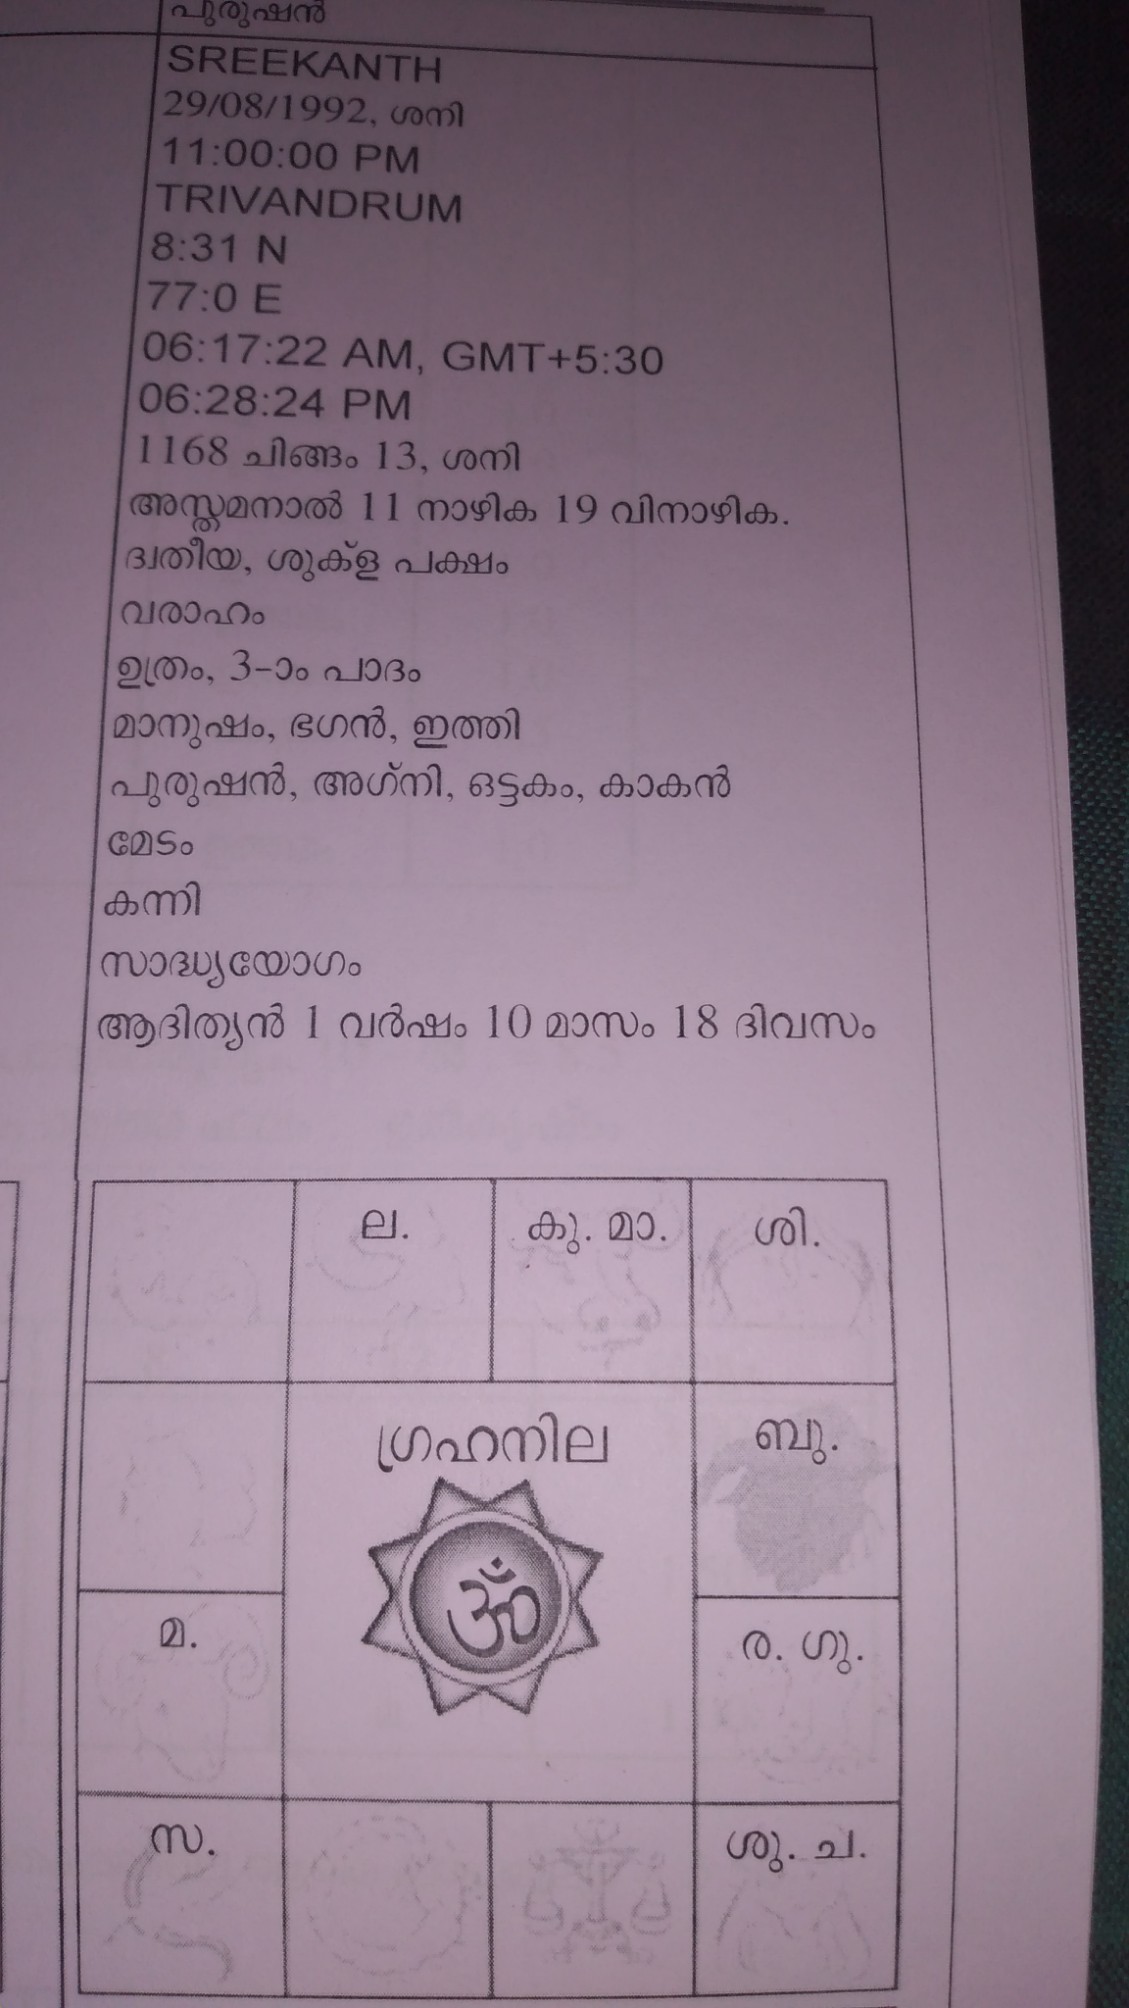 പുരുഷൻ
SREEKANTH
29/08/1992, ശനി
11:00:00 PM
TRIVANDRUM
8:31 N
77:0 E
06:17:22 AM, GMT+5:30
06:28:24 PM
1168 ചിങ്ങം 13, ശനി
അസ്തമനാൽ 11 നാഴിക 19 വിനാഴിക.
ദ്വതീയ, ശുക്ള പക്ഷം
വരാഹം
ഉത്രം, 3-ാം പാദം
മാനുഷം, ഭഗൻ, ഇത്തി
പുരുഷൻ, അഗ്നി, ഒട്ടകം, കാകൻ
മേടം
കന്നി
സാദ്ധ്യയോഗം
ആദിത്യൻ 1 വർഷം 10 മാസം 18 ദിവസം
ല. കു. മാ. ശി.
ഗ്രഹനില ബു.
ॐ
മ. ര. ഗു.
സ. ശു. ച.